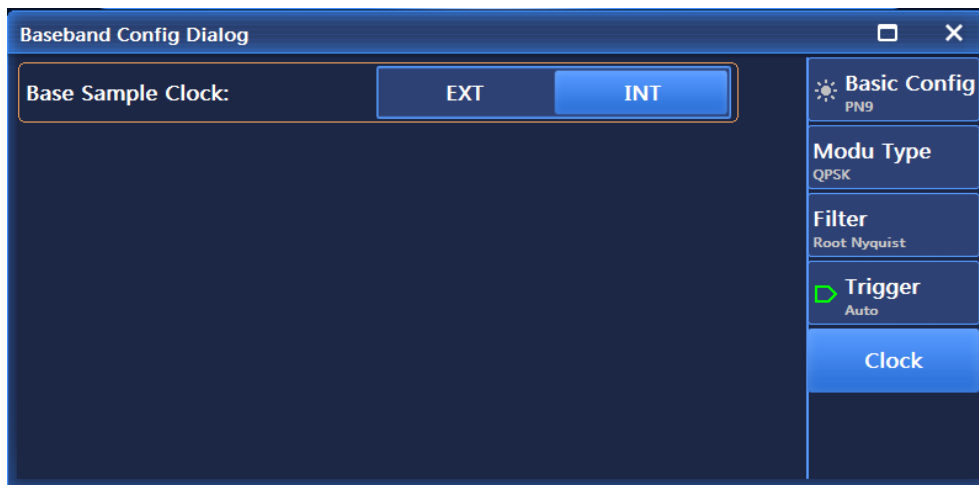 Baseband Config Dialog
Base Sample Clock:
EXT
INT
Basic Config
PN9
Modu Type
QPSK
Filter
Root Nyquist
Trigger
Auto
Clock